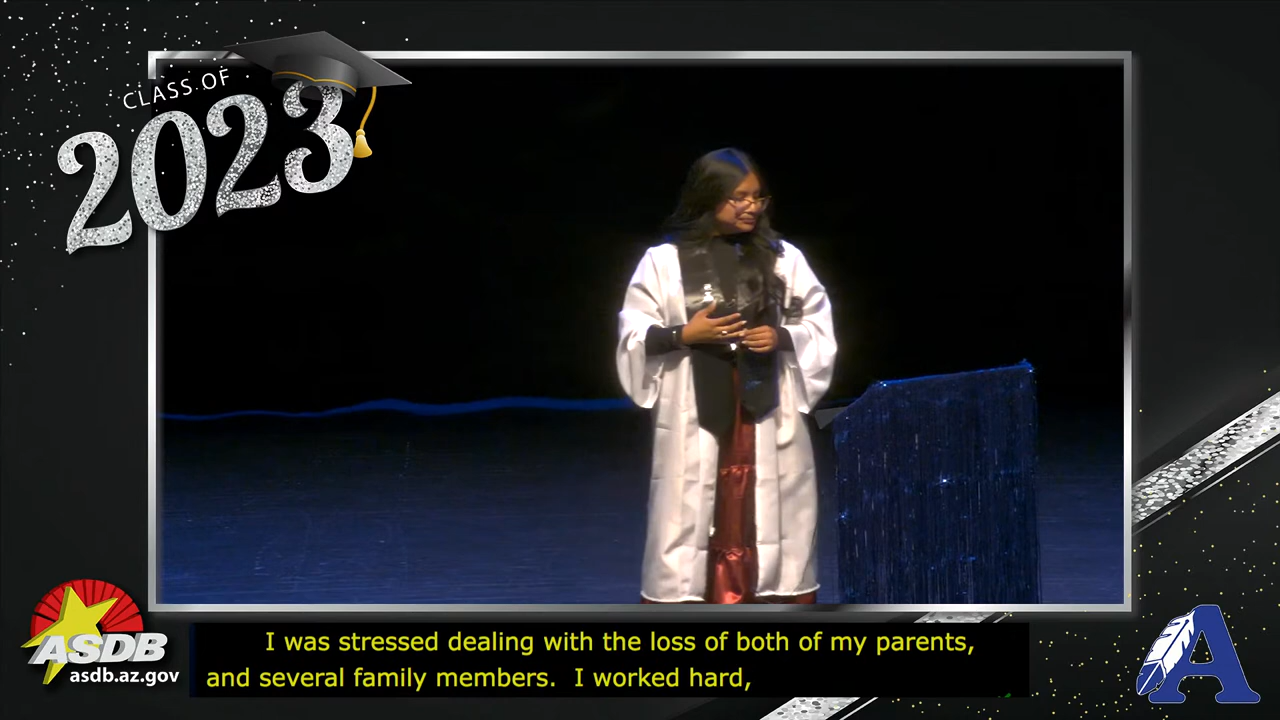 CLASS OF
2023
ASDB
asdb.az.gov
A
I was stressed dealing with the loss of both of my parents,
and several family members.  I worked hard,